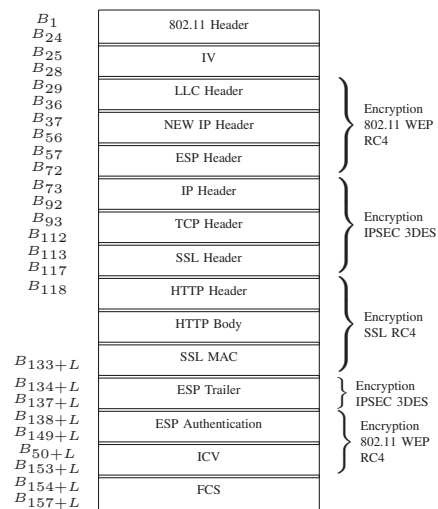 B1
802.11 Header
B24
B25
IV
B28
B29
LLC Header
B36
B37
NEW IP Header
B56
B57
ESP Header
B72
Encryption
802.11 WEP
RC4
B73
IP Header
B92
B93
TCP Header
B112
B113
SSL Header
B117
Encryption
IPSEC 3DES
B118
HTTP Header
HTTP Body
SSL MAC
B133+L
Encryption
SSL RC4
B134+L
ESP Trailer
B137+L
Encryption
IPSEC 3DES
B138+L
ESP Authentication
B149+L
B50+L
ICV
B153+L
Encryption
802.11 WEP
RC4
B154+L
FCS
B157+L